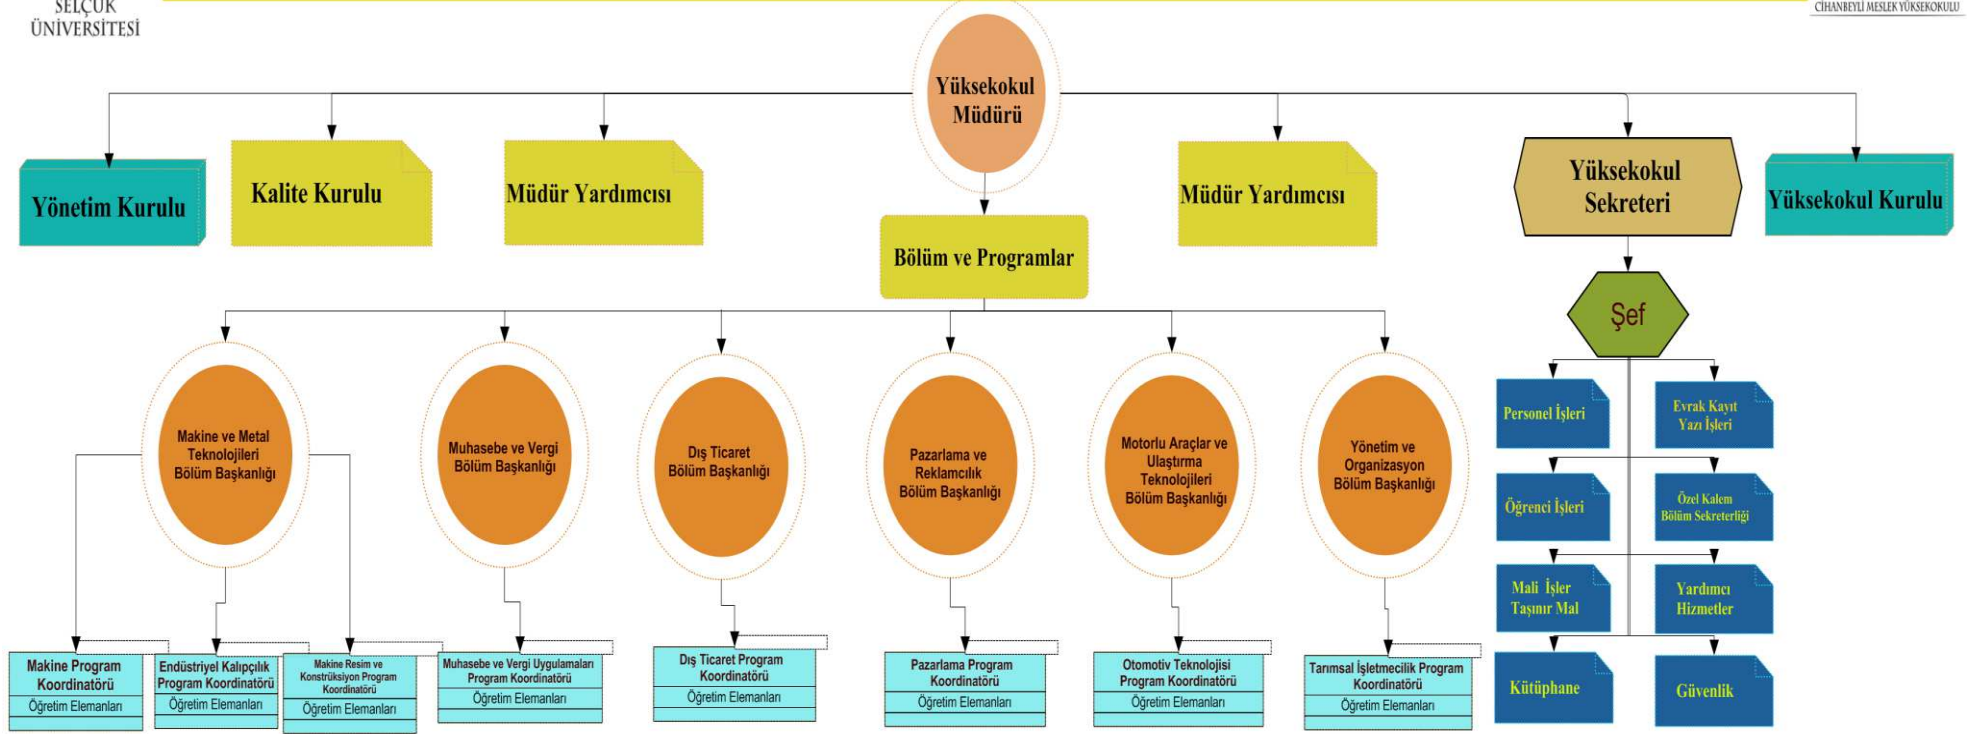 SELÇUK
ÜNİVERSİTESİ
CİHANBEYLİ MESLEK YÜKSEKOKULU
Yüksekokul
Müdürü
Yönetim Kurulu
Kalite Kurulu
Müdür Yardımcısı
Müdür Yardımcısı
Yüksekokul
Sekreteri
Yüksekokul Kurulu
Bölüm ve Programlar
Şef
Makine ve Metal
Teknolojileri
Bölüm Başkanlığı
Muhasebe ve Vergi
Bölüm Başkanlığı
Dış Ticaret
Bölüm Başkanlığı
Pazarlama ve
Reklamcılık
Bölüm Başkanlığı
Motorlu Araçlar ve
Ulaştırma
Teknolojileri
Bölüm Başkanlığı
Yönetim ve
Organizasyon
Bölüm Başkanlığı
Personel İşleri
Evrak Kayıt
Yazı İşleri
Öğrenci İşleri
Özel Kalem
Bölüm Sekreterliği
Mali İşler
Taşınır Mal
Yardımcı
Hizmetler
Kütüphane
Güvenlik
Makine Program
Koordinatörü
Öğretim Elemanları
Endüstriyel Kalıpçılık
Program Koordinatörü
Öğretim Elemanları
Makine Resim ve
Konstrüksiyon Program
Koordinatörü
Öğretim Elemanları
Muhasebe ve Vergi Uygulamaları
Program Koordinatörü
Öğretim Elemanları
Dış Ticaret Program
Koordinatörü
Öğretim Elemanları
Pazarlama Program
Koordinatörü
Öğretim Elemanları
Otomotiv Teknolojisi
Program Koordinatörü
Öğretim Elemanları
Tarımsal İşletmecilik Program
Koordinatörü
Öğretim Elemanları